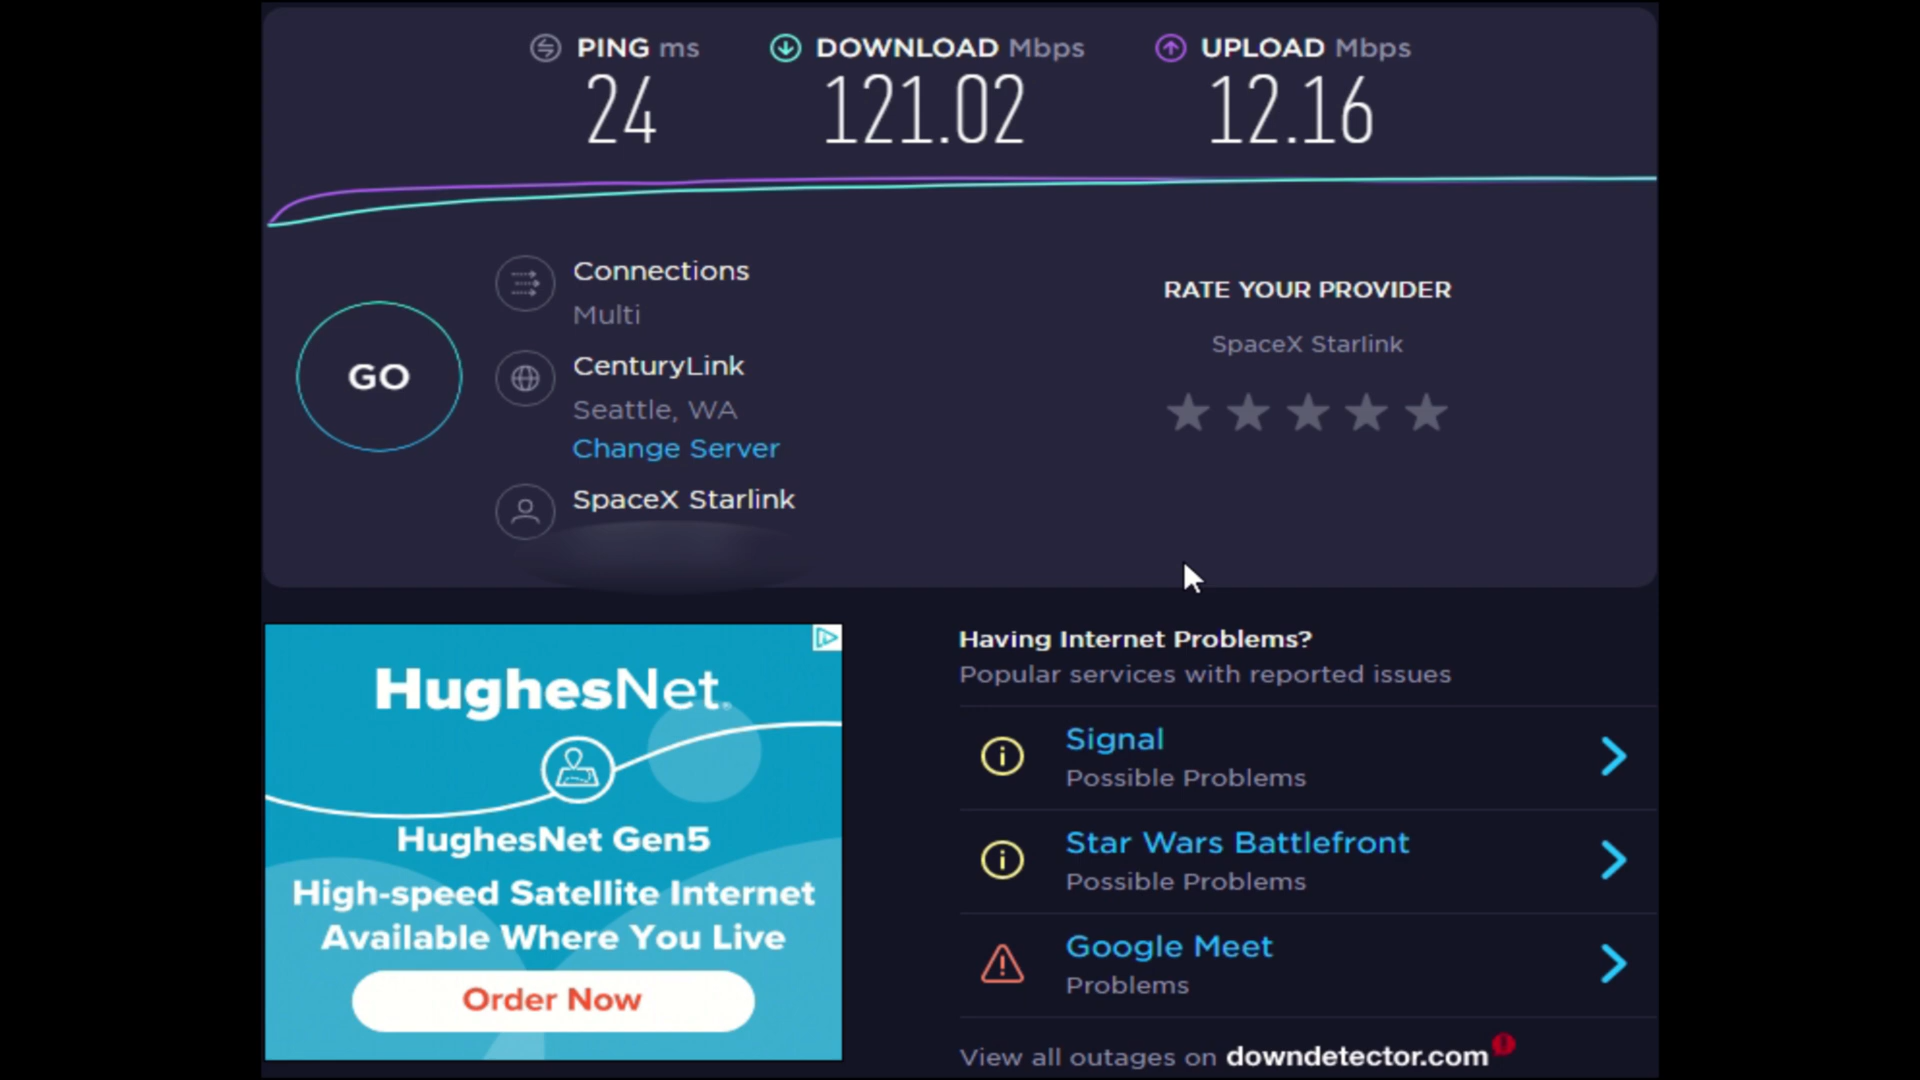 PING ms
24
DOWNLOAD Mbps
121.02
UPLOAD Mbps
12.16
GO
Connections
Multi
CenturyLink
Seattle, WA
Change Server
SpaceX Starlink
RATE YOUR PROVIDER
SpaceX Starlink
HughesNet.
HughesNet Gen5
High-speed Satellite Internet
Available Where You Live
Order Now
Having Internet Problems?
Popular services with reported issues
Signal
Possible Problems
Star Wars Battlefront
Possible Problems
Google Meet
Problems
View all outages on downdetector.com